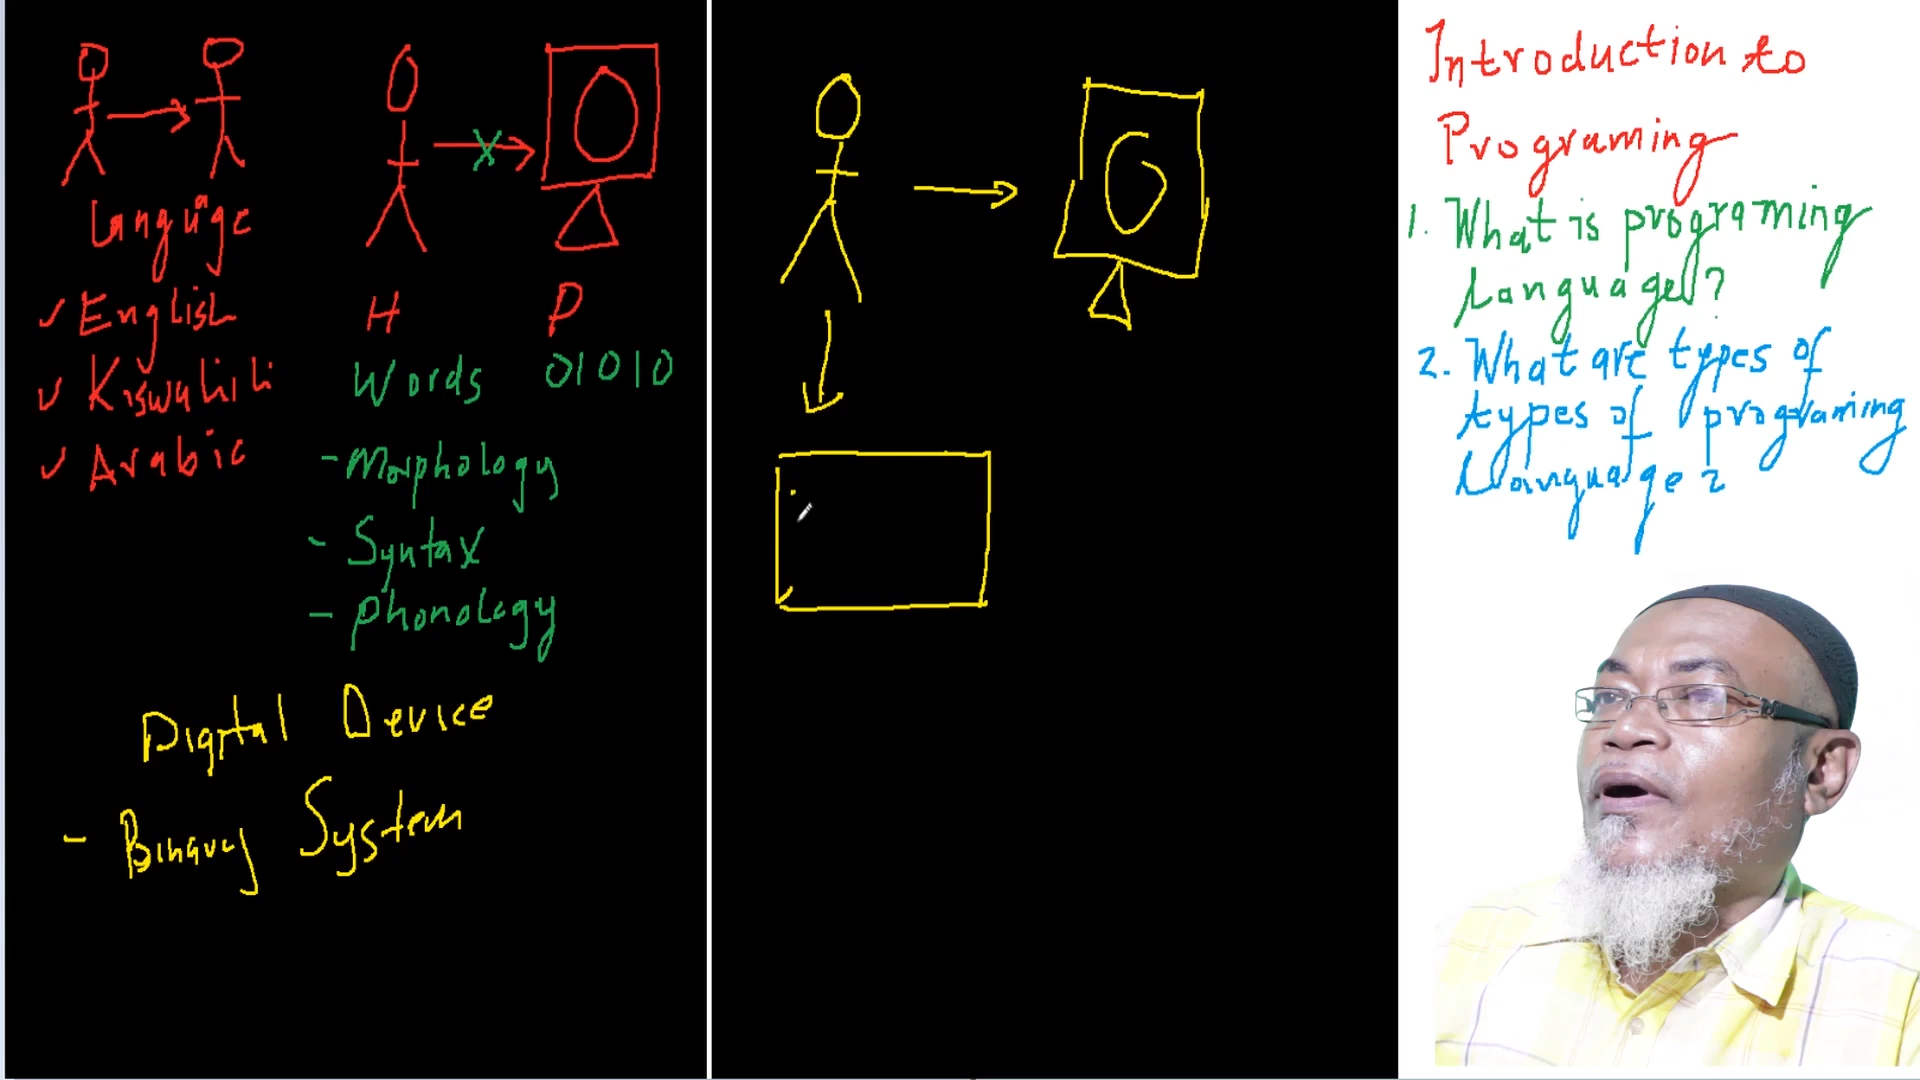 Language
✓ English
✓ Kiswahili
✓ Arabic
H P
Words 01010
- Morphology
- Syntax
- Phonology
Digital Device
- Binary System
Introduction to
Programing
1. What is programing
Language?
2. What are types of
types of programing
Language?